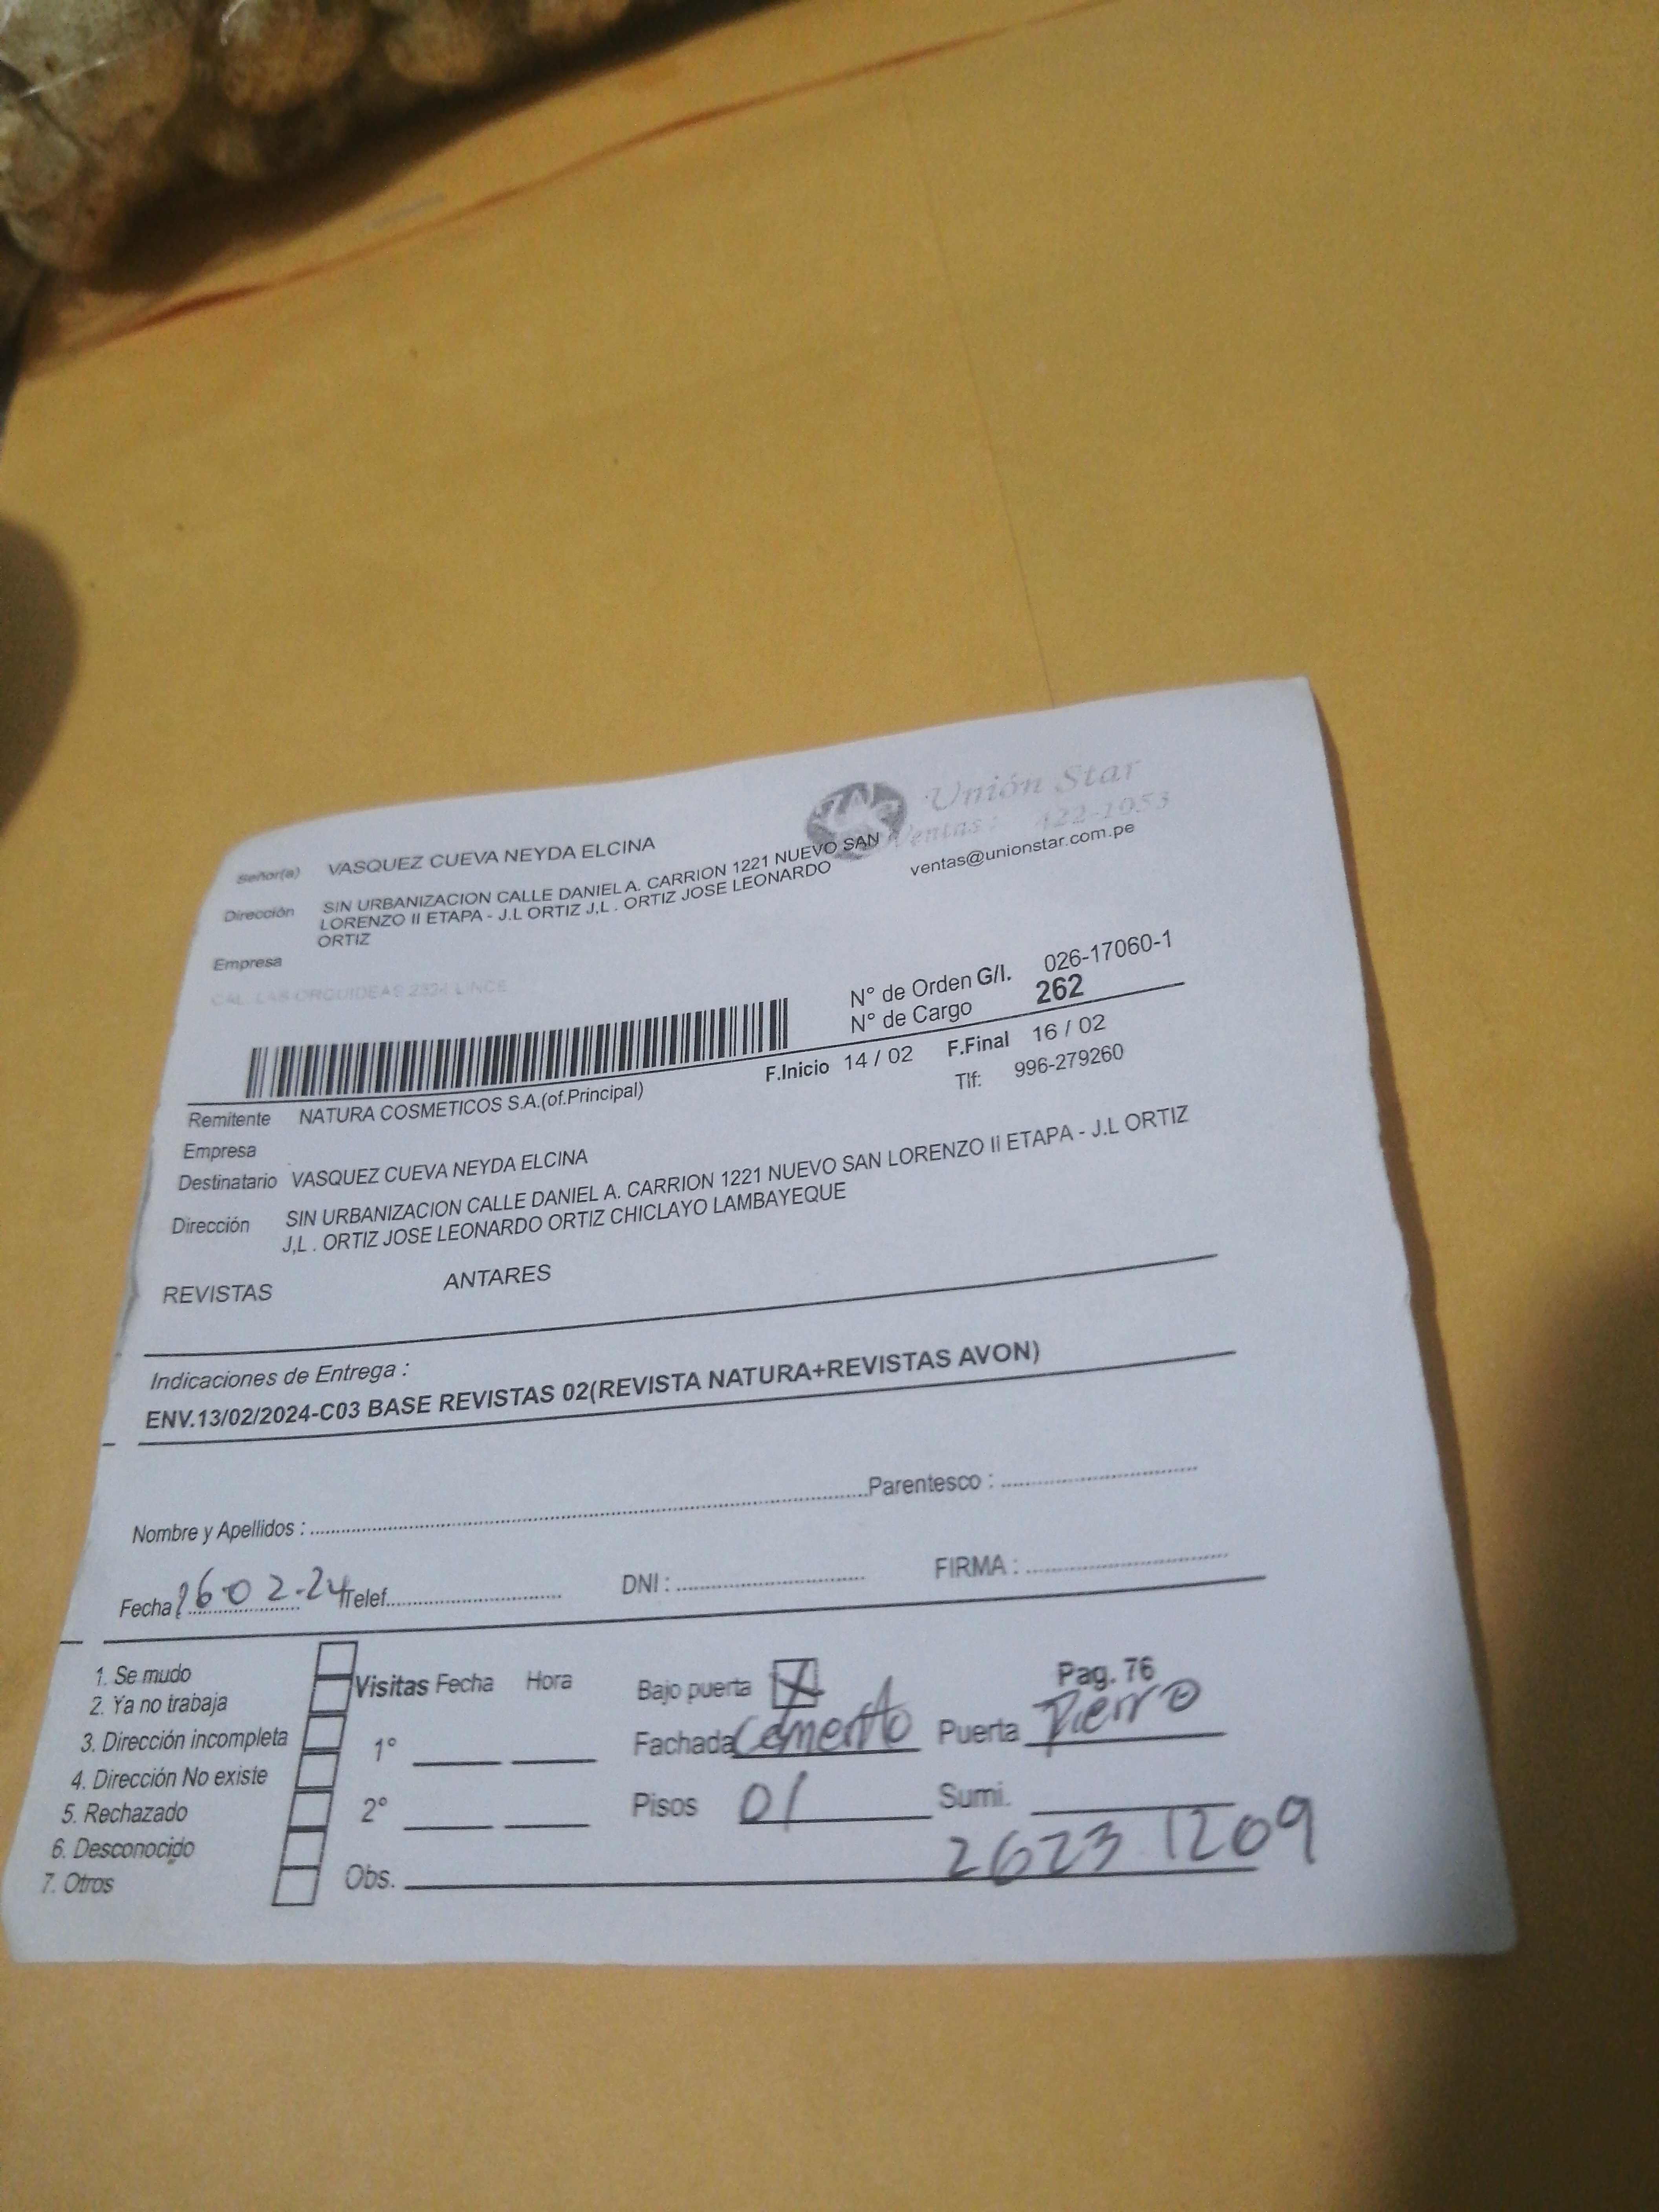 Unión Star
Ventas: 422-1953
ventas@unionstar.com.pe
Señor(a) VASQUEZ CUEVA NEYDA ELCINA
Dirección SIN URBANIZACION CALLE DANIEL A. CARRION 1221 NUEVO SAN
LORENZO II ETAPA - J.L ORTIZ J,L . ORTIZ JOSE LEONARDO
ORTIZ
Empresa
CAL. LAS ORQUIDEAS 2324 LINCE
N° de Orden G/I. 026-17060-1
N° de Cargo 262
F.Inicio 14 / 02 F.Final 16 / 02
Tlf: 996-279260
Remitente NATURA COSMETICOS S.A.(of.Principal)
Empresa
Destinatario VASQUEZ CUEVA NEYDA ELCINA
Dirección SIN URBANIZACION CALLE DANIEL A. CARRION 1221 NUEVO SAN LORENZO II ETAPA - J.L ORTIZ
J,L . ORTIZ JOSE LEONARDO ORTIZ CHICLAYO LAMBAYEQUE
REVISTAS ANTARES
Indicaciones de Entrega :
ENV.13/02/2024-C03 BASE REVISTAS 02(REVISTA NATURA+REVISTAS AVON)
Nombre y Apellidos : Parentesco :
Fecha 16-02-24 Telef. DNI : FIRMA :
1. Se mudo
2. Ya no trabaja
3. Dirección incompleta
4. Dirección No existe
5. Rechazado
6. Desconocido
7. Otros
Visitas Fecha Hora
1°
2°
Obs.
Bajo puerta X Pag. 76
Fachada Cemento Puerta Fierro
Pisos 01 Sumi.
26231209